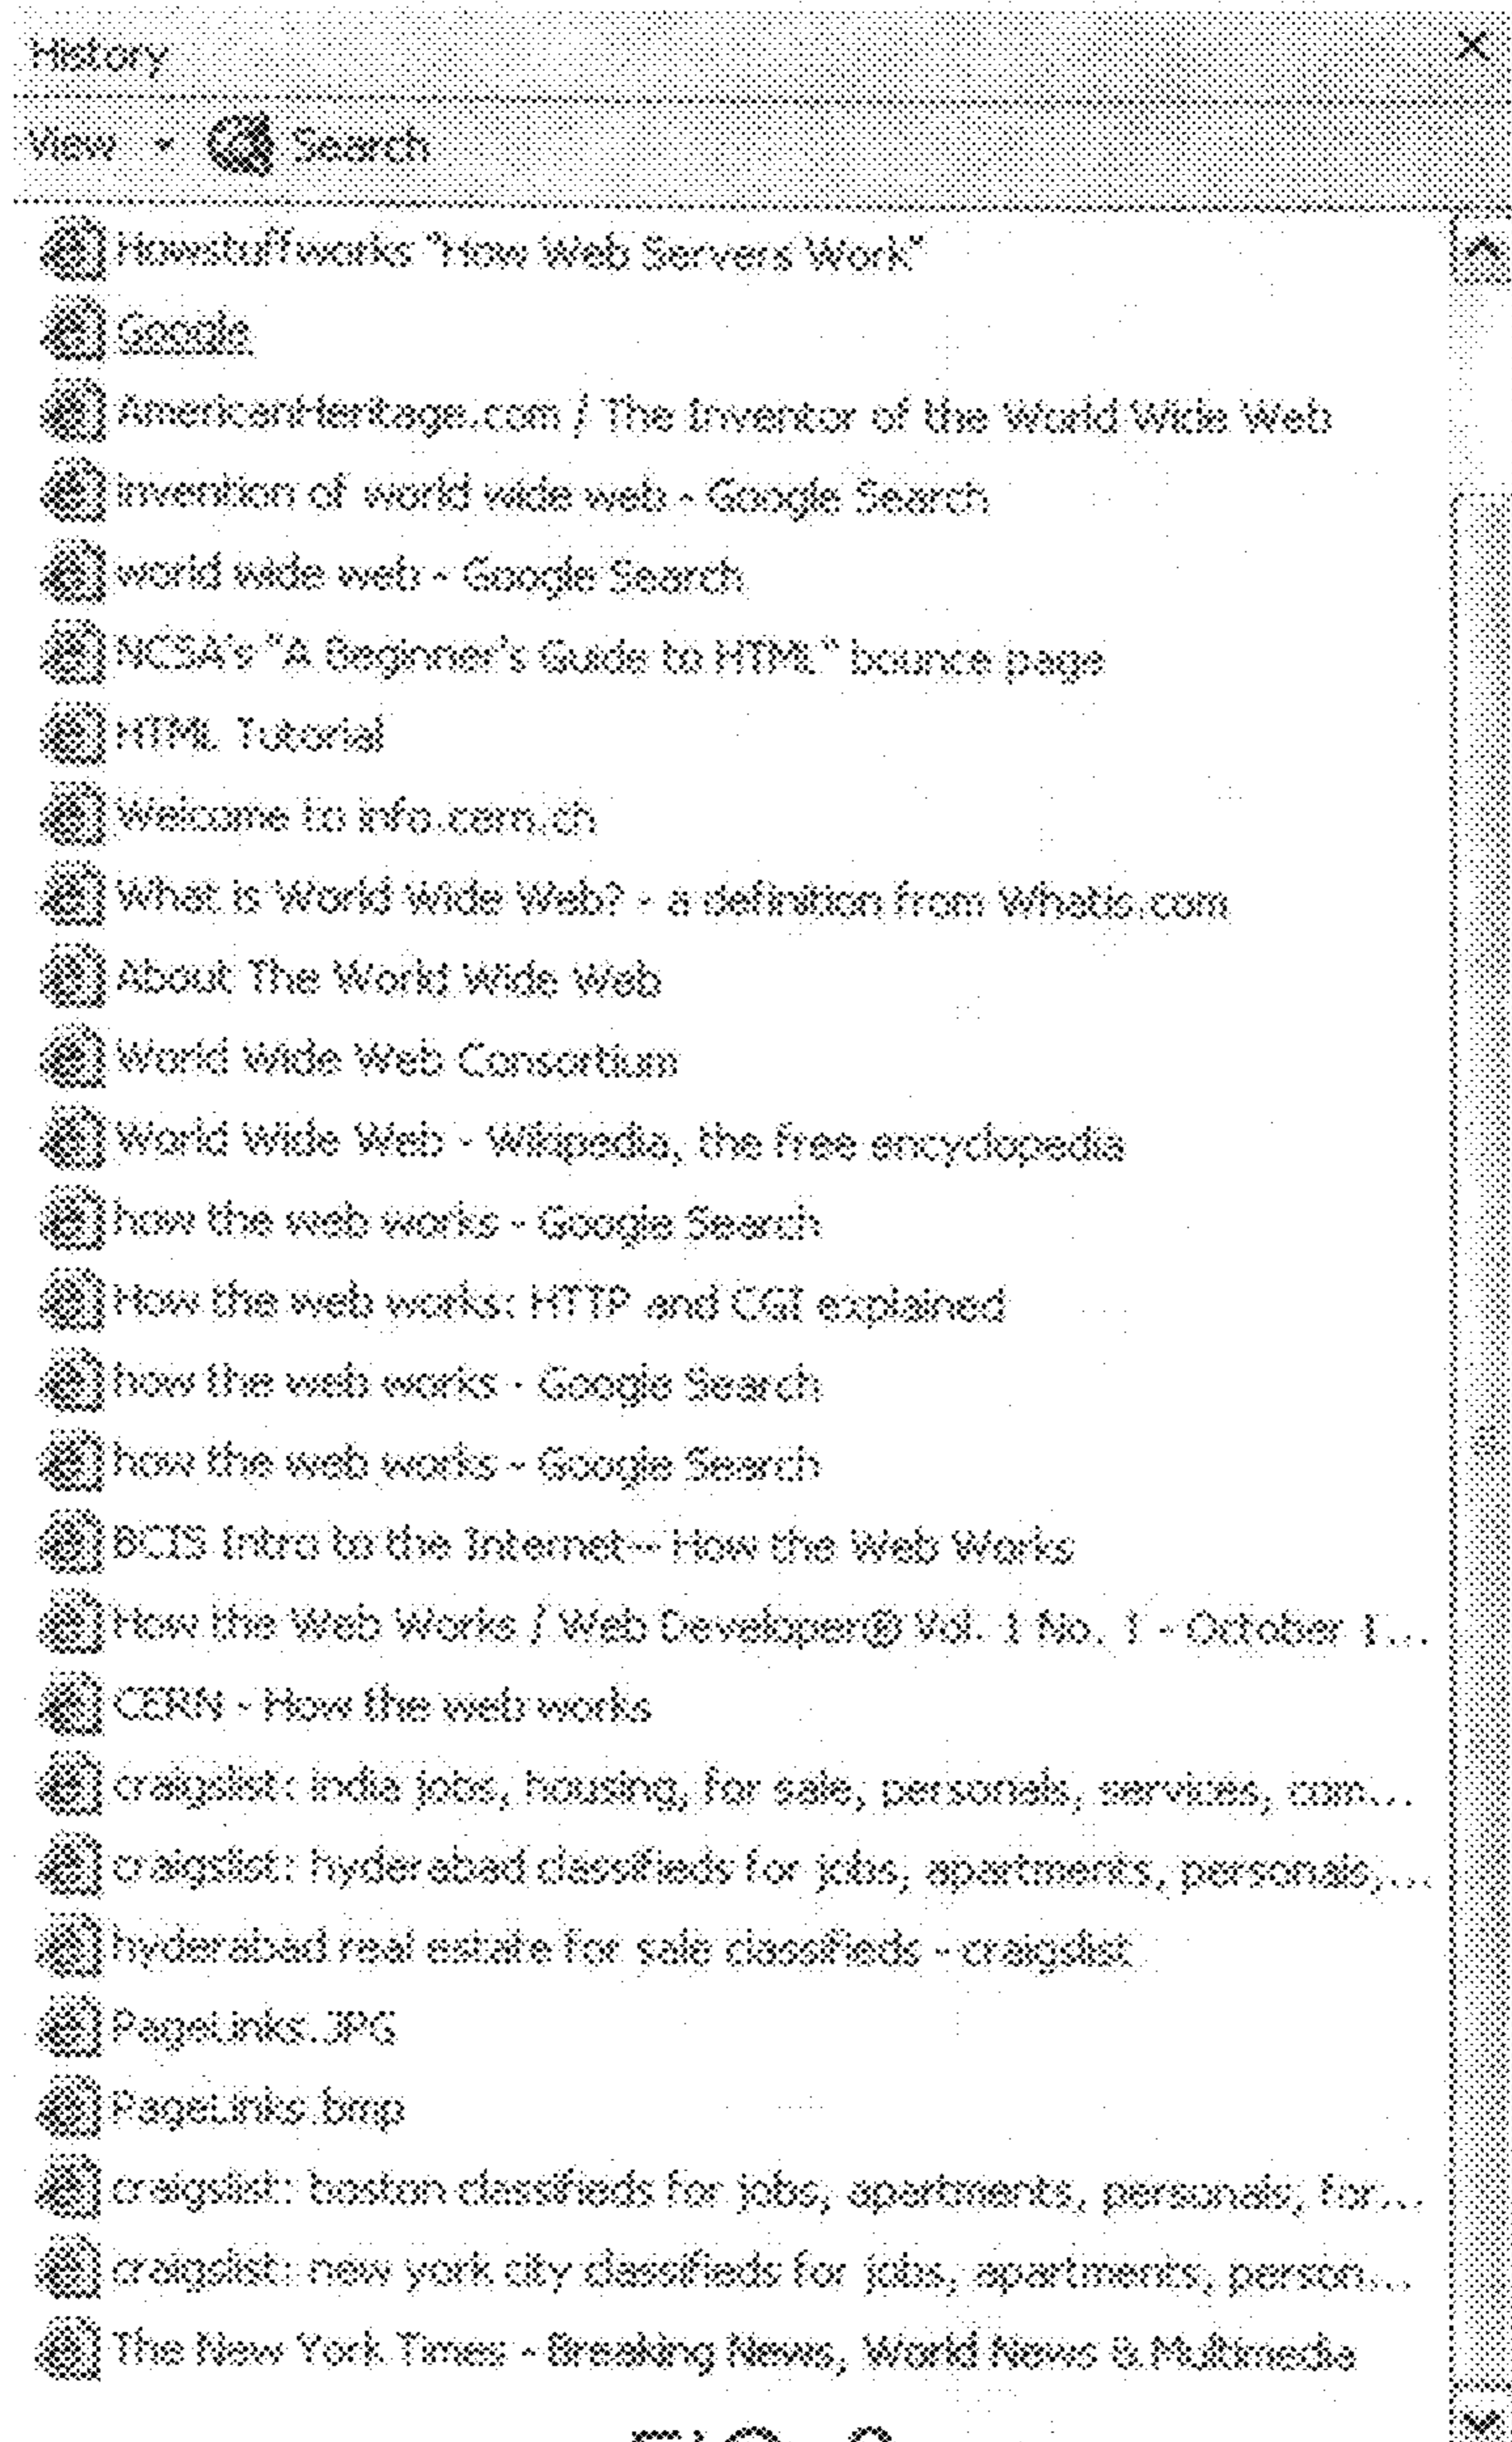 History
View Search
Howstuffworks "How Web Servers Work"
Google
AmericanHeritage.com / The Inventor of the World Wide Web
invention of world wide web - Google Search
world wide web - Google Search
NCSA's "A Beginner's Guide to HTML" bounce page
HTML Tutorial
Welcome to info.cern.ch
What is World Wide Web? - a definition from Whatis.com
About The World Wide Web
World Wide Web Consortium
World Wide Web - Wikipedia, the free encyclopedia
how the web works - Google Search
How the web works: HTTP and CGI explained
how the web works - Google Search
how the web works - Google Search
BCIS Intro to the Internet-- How the Web Works
How the Web Works / Web Developer® Vol. 1 No. 1 - October 1...
CERN - How the web works
craigslist: india jobs, housing, for sale, personals, services, com...
craigslist: hyderabad classifieds for jobs, apartments, personals,...
hyderabad real estate for sale classifieds - craigslist
PageLinks.JPG
PageLinks.bmp
craigslist: boston classifieds for jobs, apartments, personals, for...
craigslist: new york city classifieds for jobs, apartments, person...
The New York Times - Breaking News, World News & Multimedia